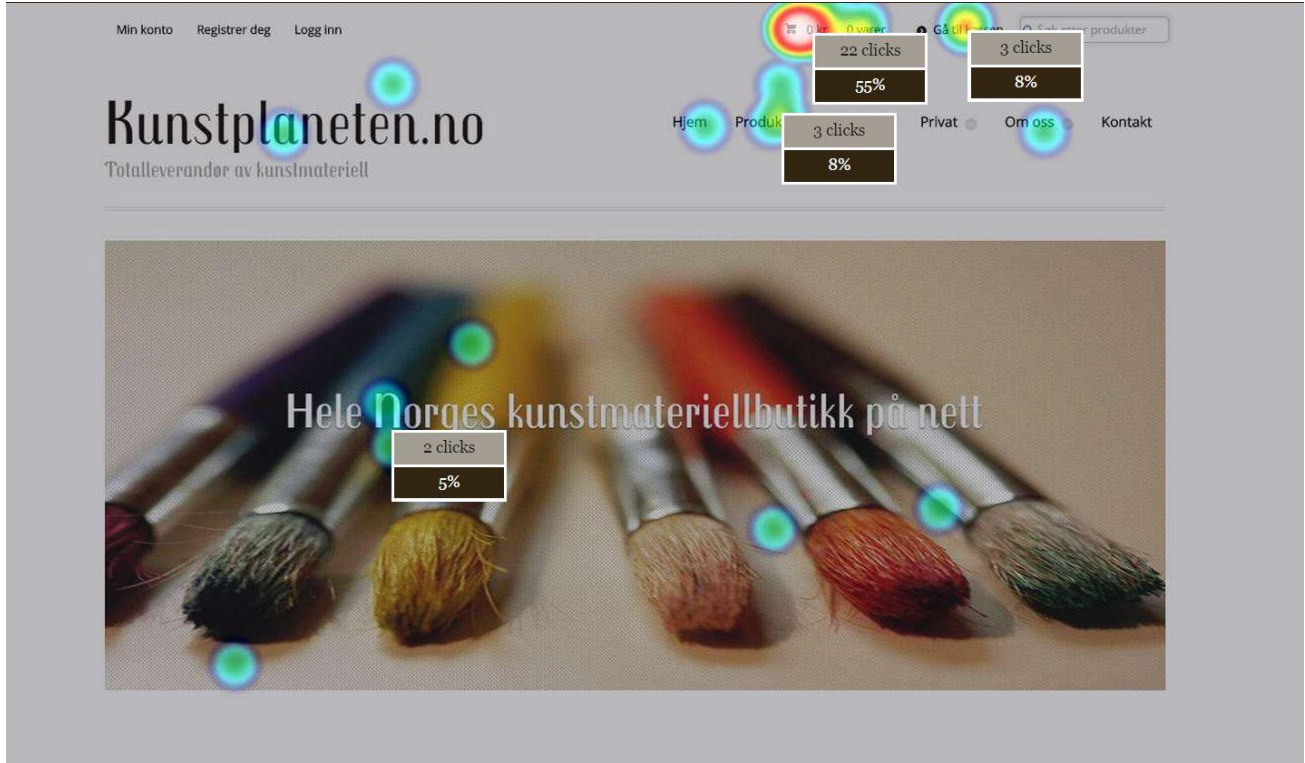 Min konto Registrer deg Logg inn
0 kr 0 varer Gå til kassen Søk etter produkter
22 clicks
55%
3 clicks
8%
Kunstplaneten.no
Totalleverandør av kunstmateriell
Hjem Privat Om oss Kontakt
3 clicks
8%
Hele Norges kunstmateriellbutikk på nett
2 clicks
5%